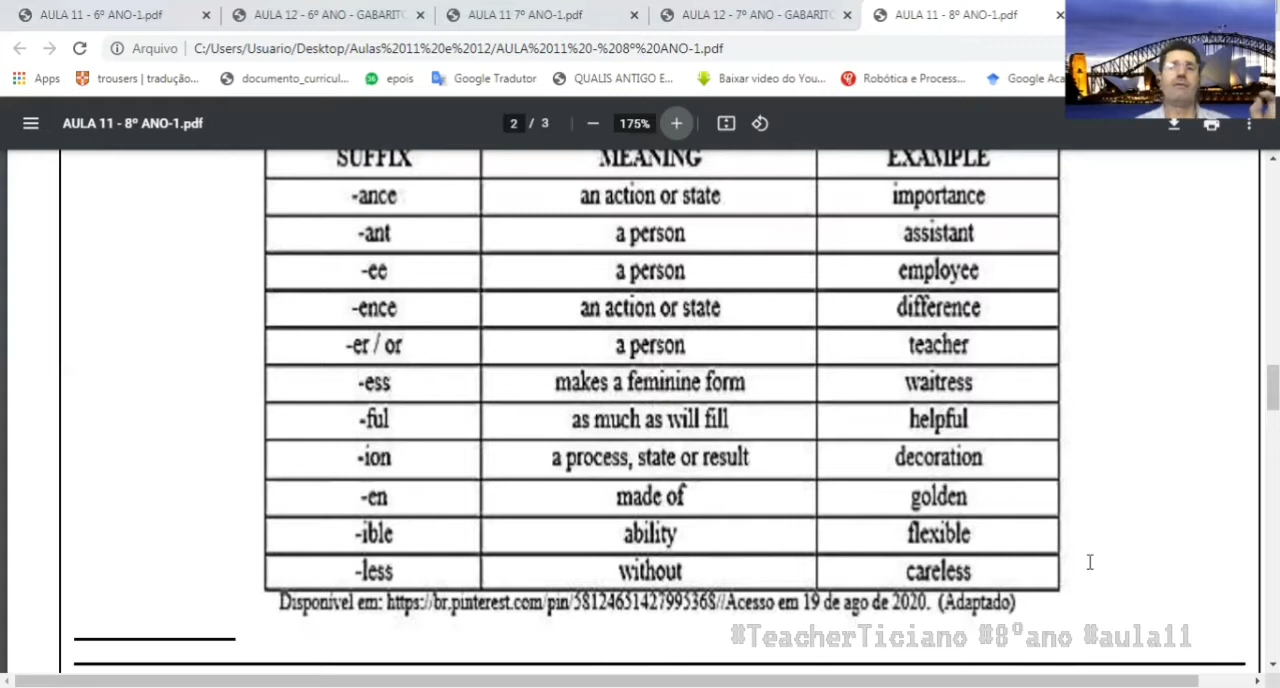 AULA 11 - 6º ANO-1.pdf
AULA 12 - 6º ANO - GABARITO
AULA 11 7º ANO-1.pdf
AULA 12 - 7º ANO - GABARITO
AULA 11 - 8º ANO-1.pdf
Arquivo | C:/Users/Usuario/Desktop/Aulas%2011%20e%2012/AULA%2011%20-%208º%20ANO-1.pdf
Apps trousers | tradução... documento_curricul... epois Google Tradutor QUALIS ANTIGO E... Baixar video do You... Robótica e Process... Google Aca
AULA 11 - 8º ANO-1.pdf 2 / 3 175%
SUFFIX MEANING EXAMPLE
-ance an action or state importance
-ant a person assistant
-ee a person employee
-ence an action or state difference
-er / or a person teacher
-ess makes a feminine form waitress
-ful as much as will fill helpful
-ion a process, state or result decoration
-en made of golden
-ible ability flexible
-less without careless
Disponível em: https://br.pinterest.com/pin/58124651427995368//Acesso em 19 de ago de 2020. (Adaptado)
#TeacherTiciano #8ºano #aula11